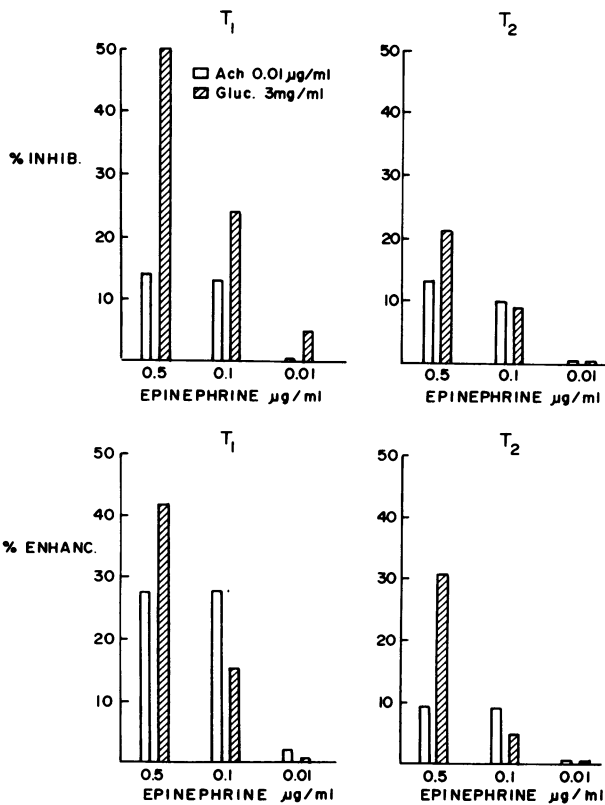 T1
T2
50
40
30
20
10
% INHIB.
Ach 0.01 µg/ml
Gluc. 3mg/ml
0.5
0.1
0.01
EPINEPHRINE µg/ml
50
40
30
20
10
0.5
0.1
0.01
EPINEPHRINE µg/ml
T1
T2
50
40
30
20
10
% ENHANC.
0.5
0.1
0.01
EPINEPHRINE µg/ml
50
40
30
20
10
0.5
0.1
0.01
EPINEPHRINE µg/ml